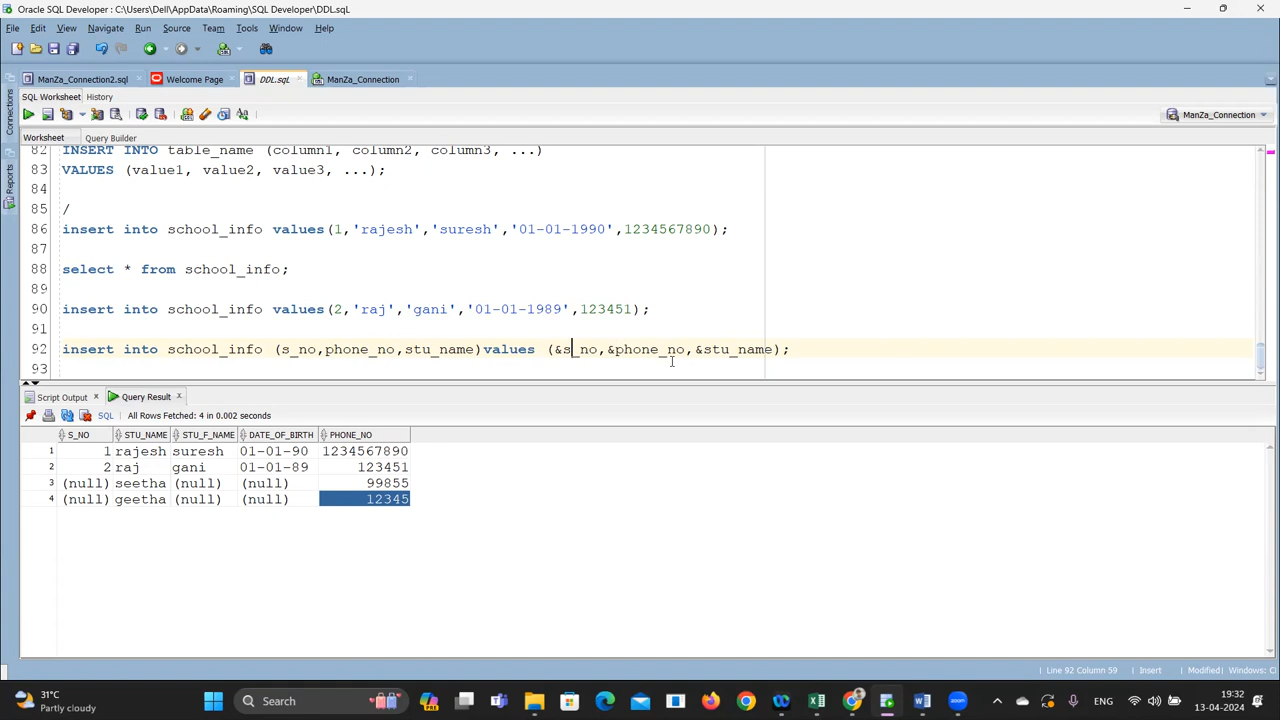 Oracle SQL Developer : C:\Users\Dell\AppData\Roaming\SQL Developer\DDL.sql
File Edit View Navigate Run Source Team Tools Window Help
ManZa_Connection2.sql Welcome Page DDL.sql ManZa_Connection
SQL Worksheet History
ManZa_Connection
Worksheet Query Builder
Connections
Reports
82 INSERT INTO table_name (column1, column2, column3, ...)
83 VALUES (value1, value2, value3, ...);
84
85 /
86 insert into school_info values(1,'rajesh','suresh','01-01-1990',1234567890);
87
88 select * from school_info;
89
90 insert into school_info values(2,'raj','gani','01-01-1989',123451);
91
92 insert into school_info (s_no,phone_no,stu_name)values (&s_no,&phone_no,&stu_name);
93
Script Output Query Result
SQL All Rows Fetched: 4 in 0.002 seconds
S_NO STU_NAME STU_F_NAME DATE_OF_BIRTH PHONE_NO
1 1 rajesh suresh 01-01-90 1234567890
2 2 raj gani 01-01-89 123451
3 (null) seetha (null) (null) 99855
4 (null) geetha (null) (null) 12345
Line 92 Column 59 Insert Modified Windows: C
31°C
Partly cloudy
Search
ENG
19:32
13-04-2024